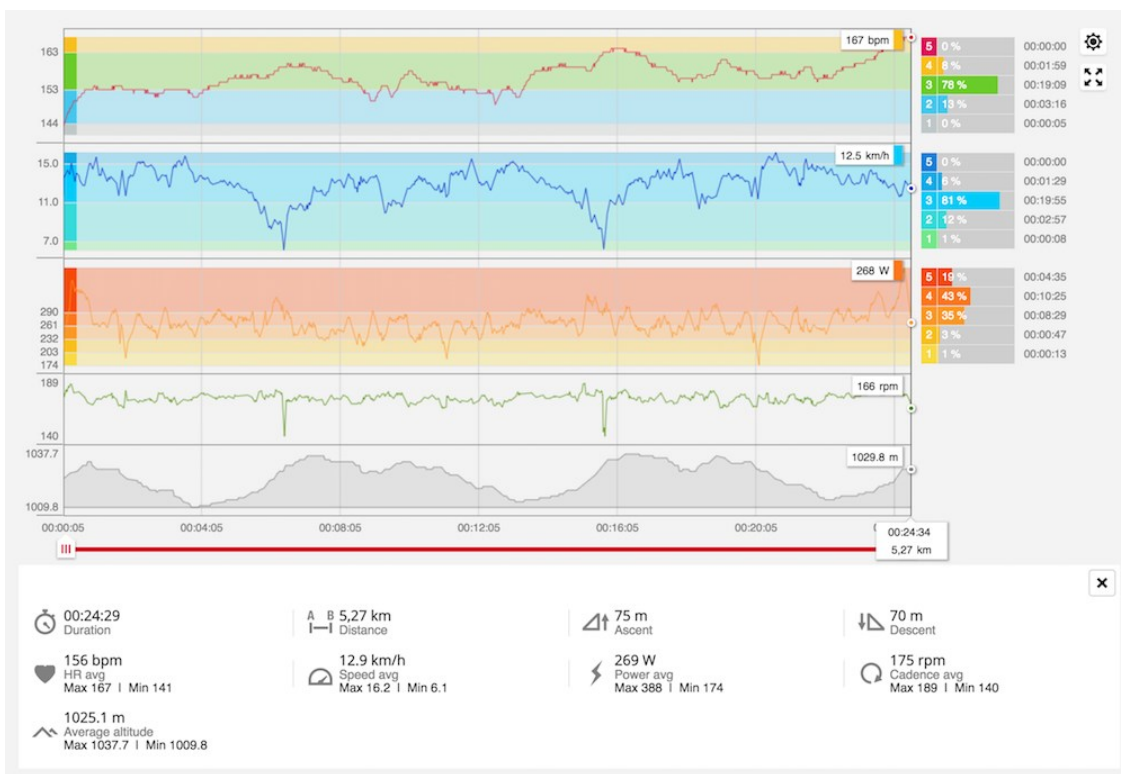 163
153
144
167 bpm
5 0 % 00:00:00
4 8 % 00:01:59
3 78 % 00:19:09
2 13 % 00:03:16
1 0 % 00:00:05
15.0
11.0
7.0
12.5 km/h
5 0 % 00:00:00
4 6 % 00:01:29
3 81 % 00:19:55
2 12 % 00:02:57
1 1 % 00:00:08
290
261
232
203
174
268 W
5 19 % 00:04:35
4 43 % 00:10:25
3 35 % 00:08:29
2 3 % 00:00:47
1 1 % 00:00:13
189
140
166 rpm
1037.7
1009.8
1029.8 m
00:00:05 00:04:05 00:08:05 00:12:05 00:16:05 00:20:05
00:24:34
5,27 km
00:24:29
Duration
A B 5,27 km
Distance
75 m
Ascent
70 m
Descent
156 bpm
HR avg
Max 167 | Min 141
12.9 km/h
Speed avg
Max 16.2 | Min 6.1
269 W
Power avg
Max 388 | Min 174
175 rpm
Cadence avg
Max 189 | Min 140
1025.1 m
Average altitude
Max 1037.7 | Min 1009.8